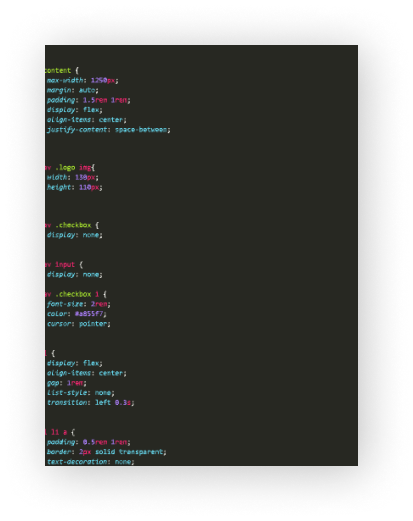 ontent {
max-width: 1250px;
margin: auto;
padding: 1.5rem 1rem;
display: flex;
align-items: center;
justify-content: space-between;
v .logo img{
width: 130px;
height: 110px;
v .checkbox {
display: none;
v input {
display: none;
v .checkbox i {
font-size: 2rem;
color: #a855f7;
cursor: pointer;
{
display: flex;
align-items: center;
gap: 1rem;
list-style: none;
transition: left 0.3s;
li a {
padding: 0.5rem 1rem;
border: 3px solid transparent;
text-decoration: none;